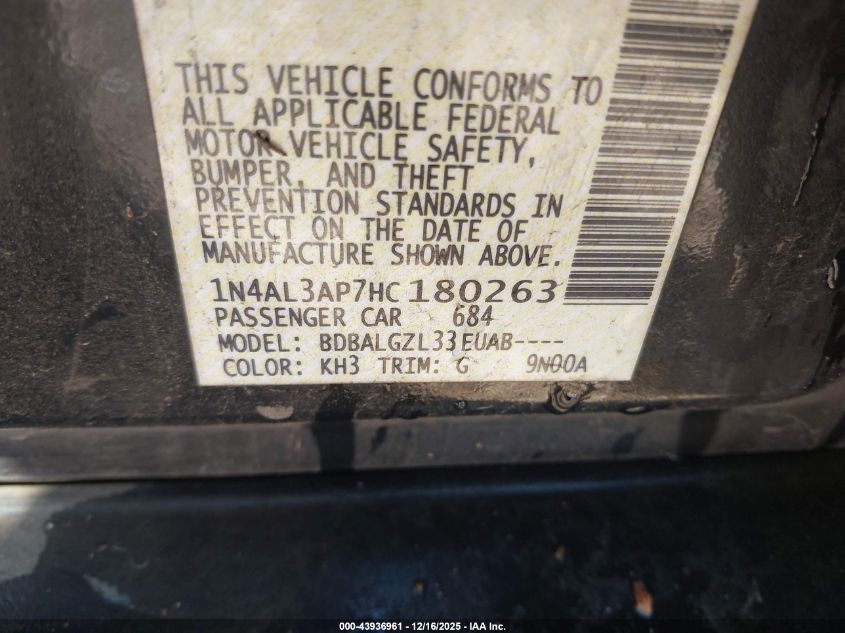 THIS VEHICLE CONFORMS TO
ALL APPLICABLE FEDERAL
MOTOR VEHICLE SAFETY,
BUMPER, AND THEFT
PREVENTION STANDARDS IN
EFFECT ON THE DATE OF
MANUFACTURE SHOWN ABOVE.
1N4AL3AP7HC180263
PASSENGER CAR 684
MODEL: BDBALGZL33EUAB----
COLOR: KH3 TRIM: G 9N00A
000-43936961 - 12/16/2025 - IAA Inc.